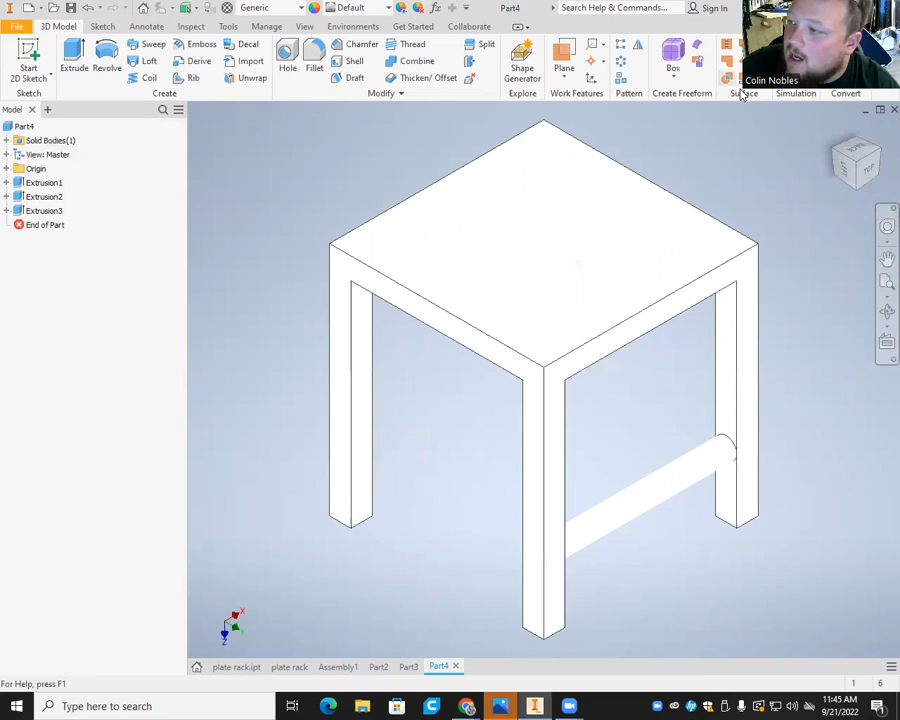 Generic
Default
Part4
Search Help & Commands...
Sign In
File
3D Model
Sketch
Annotate
Inspect
Tools
Manage
View
Environments
Get Started
Collaborate
Start
2D Sketch
Extrude
Revolve
Sweep
Loft
Coil
Emboss
Derive
Rib
Decal
Import
Unwrap
Hole
Fillet
Chamfer
Shell
Draft
Thread
Combine
Thicken/ Offset
Split
Shape
Generator
Plane
Box
Colin Nobles
Sketch
Create
Modify
Explore
Work Features
Pattern
Create Freeform
Surface
Simulation
Convert
Model
Part4
Solid Bodies(1)
View: Master
Origin
Extrusion1
Extrusion2
Extrusion3
End of Part
BACK
TOP
X
Y
Z
plate rack.ipt
plate rack
Assembly1
Part2
Part3
Part4
For Help, press F1
1
6
Type here to search
11:45 AM
9/21/2022